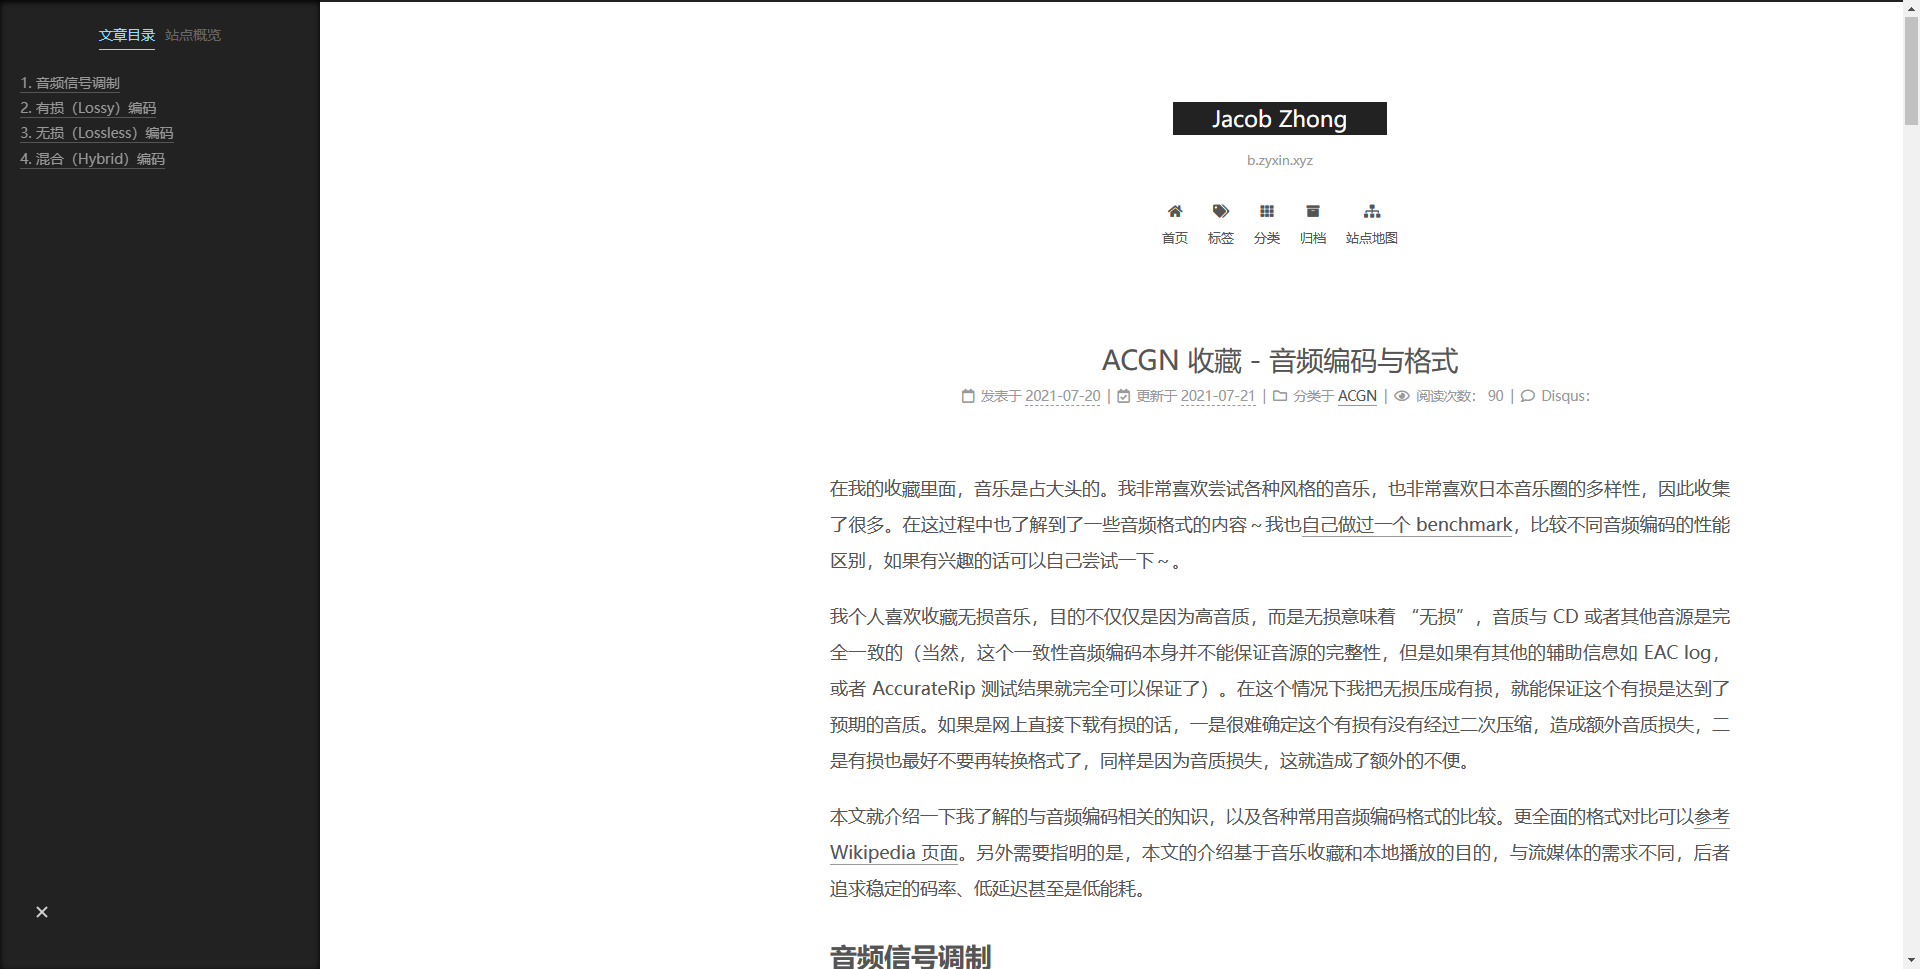 文章目录 站点概览
1. 音频信号调制
2. 有损（Lossy）编码
3. 无损（Lossless）编码
4. 混合（Hybrid）编码
Jacob Zhong
b.zyxin.xyz
首页 标签 分类 归档 站点地图
ACGN 收藏 - 音频编码与格式
发表于 2021-07-20 | 更新于 2021-07-21 | 分类于 ACGN | 阅读次数： 90 | Disqus：
在我的收藏里面，音乐是占大头的。我非常喜欢尝试各种风格的音乐，也非常喜欢日本音乐圈的多样性，因此收集
了很多。在这过程中也了解到了一些音频格式的内容～我也自己做过一个 benchmark，比较不同音频编码的性能
区别，如果有兴趣的话可以自己尝试一下～。
我个人喜欢收藏无损音乐，目的不仅仅是因为高音质，而是无损意味着 “无损”，音质与 CD 或者其他音源是完
全一致的（当然，这个一致性音频编码本身并不能保证音源的完整性，但是如果有其他的辅助信息如 EAC log，
或者 AccurateRip 测试结果就完全可以保证了）。在这个情况下我把无损压成有损，就能保证这个有损是达到了
预期的音质。如果是网上直接下载有损的话，一是很难确定这个有损有没有经过二次压缩，造成额外音质损失，二
是有损也最好不要再转换格式了，同样是因为音质损失，这就造成了额外的不便。
本文就介绍一下我了解的与音频编码相关的知识，以及各种常用音频编码格式的比较。更全面的格式对比可以参考
Wikipedia 页面。另外需要指明的是，本文的介绍基于音乐收藏和本地播放的目的，与流媒体的需求不同，后者
追求稳定的码率、低延迟甚至是低能耗。
音频信号调制